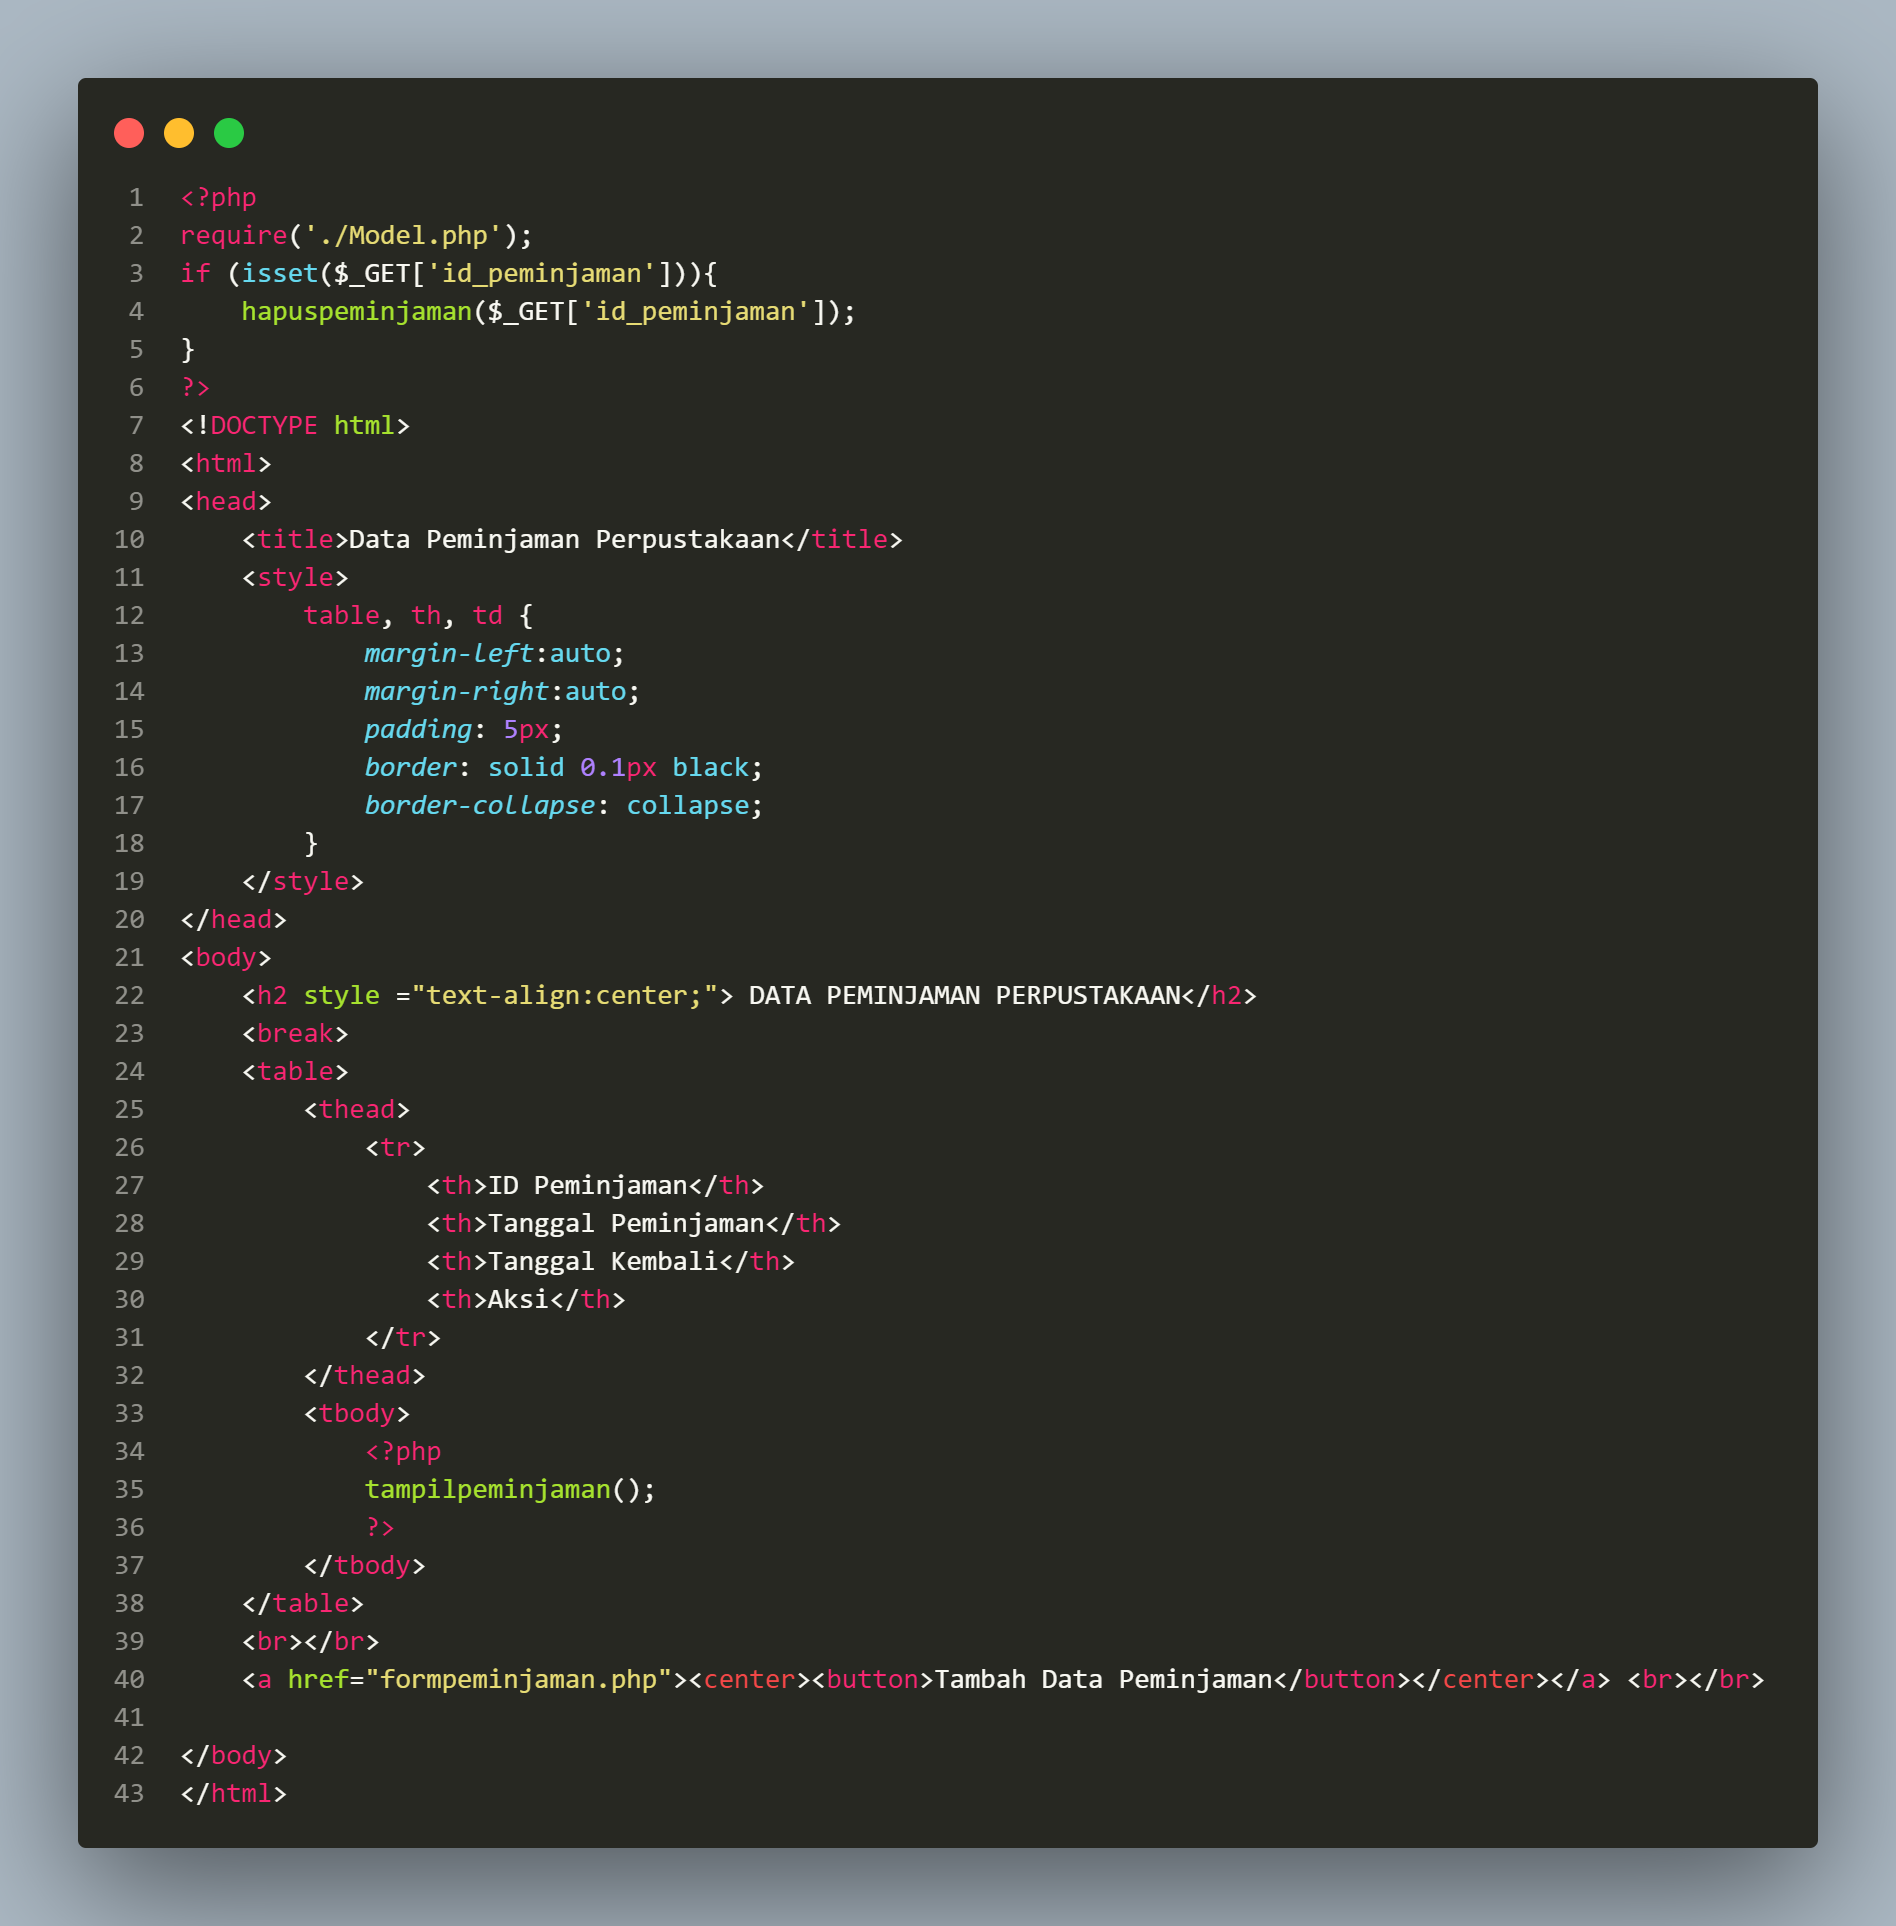 1 <?php
2 require('./Model.php');
3 if (isset($_GET['id_peminjaman'])){
4     hapuspeminjaman($_GET['id_peminjaman']);
5 }
6 ?>
7 <!DOCTYPE html>
8 <html>
9 <head>
10     <title>Data Peminjaman Perpustakaan</title>
11     <style>
12         table, th, td {
13             margin-left:auto;
14             margin-right:auto;
15             padding: 5px;
16             border: solid 0.1px black;
17             border-collapse: collapse;
18         }
19     </style>
20 </head>
21 <body>
22     <h2 style ="text-align:center;"> DATA PEMINJAMAN PERPUSTAKAAN</h2>
23     <break>
24     <table>
25         <thead>
26             <tr>
27                 <th>ID Peminjaman</th>
28                 <th>Tanggal Peminjaman</th>
29                 <th>Tanggal Kembali</th>
30                 <th>Aksi</th>
31             </tr>
32         </thead>
33         <tbody>
34             <?php
35             tampilpeminjaman();
36             ?>
37         </tbody>
38     </table>
39     <br></br>
40     <a href="formpeminjaman.php"><center><button>Tambah Data Peminjaman</button></center></a> <br></br>
41
42 </body>
43 </html>